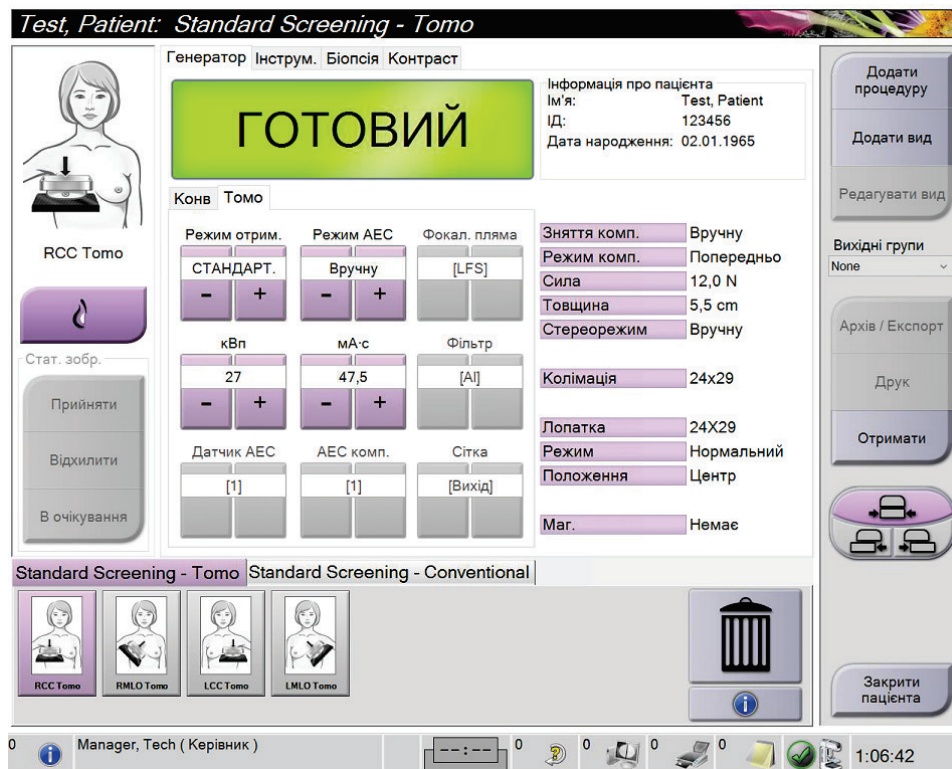 Test, Patient: Standard Screening - Tomo
Генератор Інструм. Біопсія Контраст
ГОТОВИЙ
Інформація про пацієнта
Ім'я: Test, Patient
ІД: 123456
Дата народження: 02.01.1965
RCC Tomo
Стат. зобр.
Прийняти
Відхилити
В очікування
Конв Томо
Режим отрим. Режим AEC Фокал. пляма
СТАНДАРТ. Вручну [LFS]
- + - +
кВп мА·с Фільтр
27 47,5 [Al]
- + - +
Датчик AEC AEC комп. Сітка
[1] [1] [Вихід]
Зняття комп. Вручну
Режим комп. Попередньо
Сила 12,0 N
Товщина 5,5 cm
Стереорежим Вручну
Колімація 24x29
Лопатка 24X29
Режим Нормальний
Положення Центр
Маг. Немає
Додати
процедуру
Додати вид
Редагувати вид
Вихідні групи
None
Архів / Експорт
Друк
Отримати
Закрити
пацієнта
Standard Screening - Tomo Standard Screening - Conventional
RCC Tomo RMLO Tomo LCC Tomo LMLO Tomo
0 Manager, Tech ( Керівник ) --:-- 0 0 0 0 1:06:42